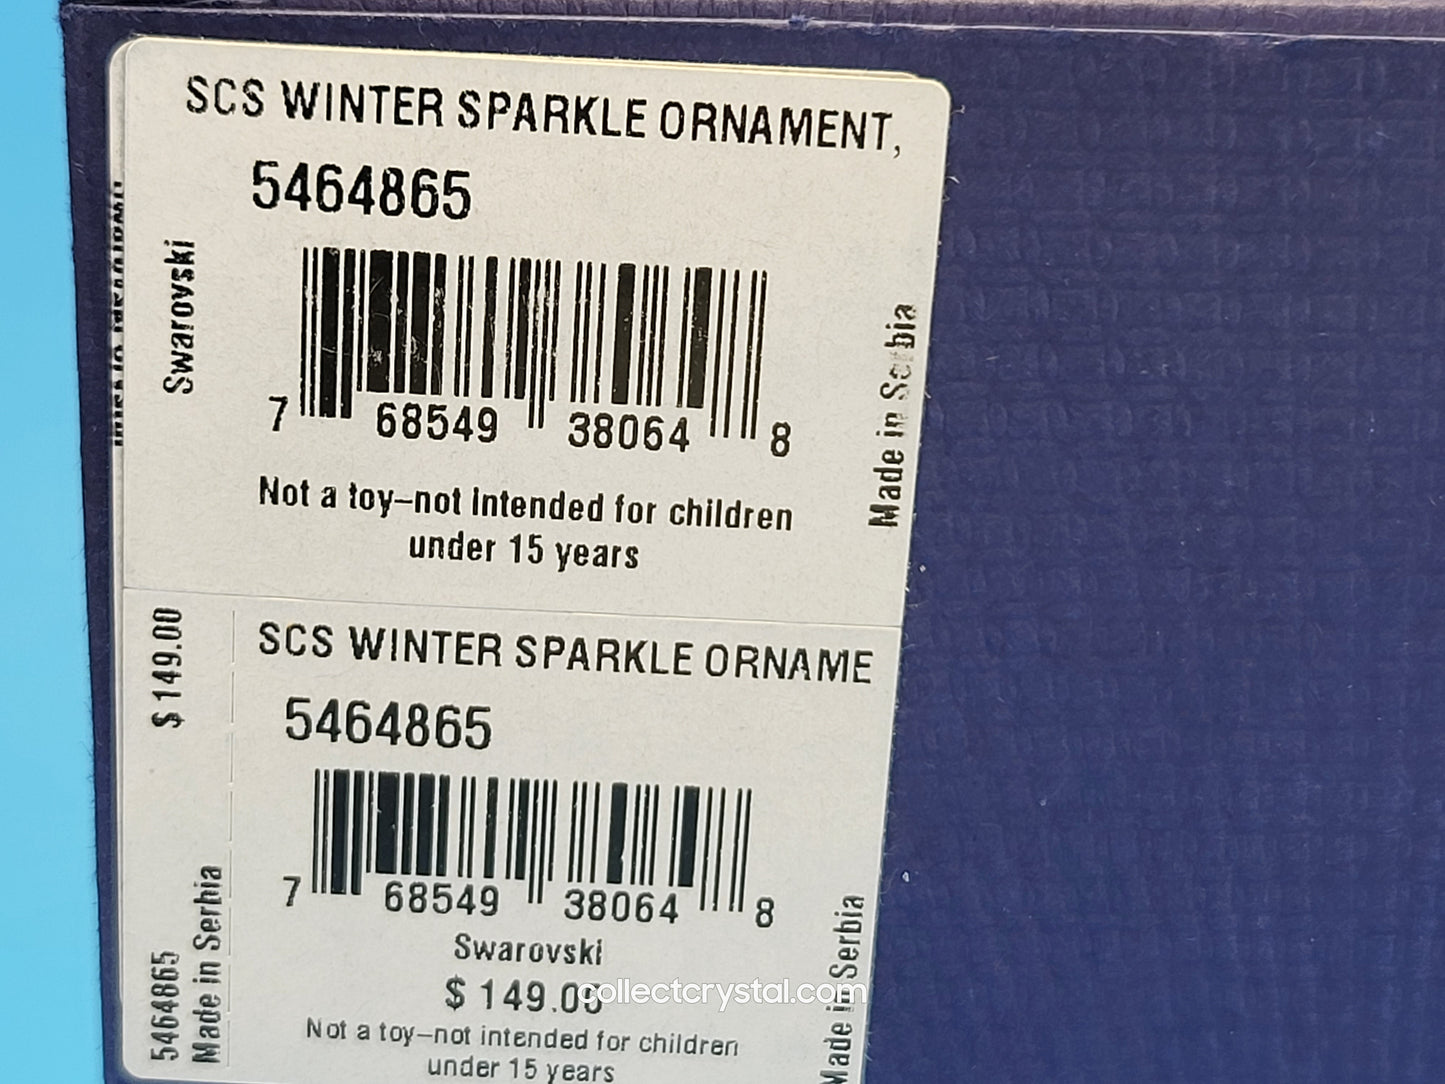 SCS WINTER SPARKLE ORNAMENT,
5464865
Swarovski
7 68549 38064 8
Made in Serbia
Not a toy–not intended for children
under 15 years
$ 149.00
SCS WINTER SPARKLE ORNAME
5464865
7 68549 38064 8
Swarovski
$ 149.00
collectcrystal.com
Not a toy–not intended for children
under 15 years
5464865
Made in Serbia
Made in Serbia